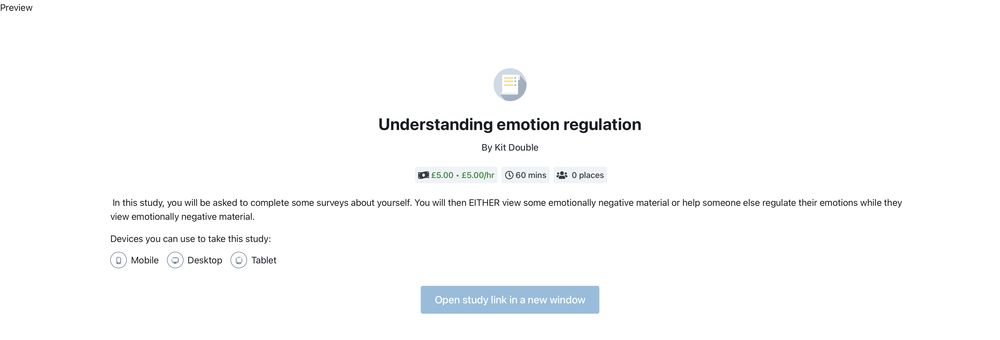 Preview
Understanding emotion regulation
By Kit Double
£5.00 • £5.00/hr 60 mins 0 places
In this study, you will be asked to complete some surveys about yourself. You will then EITHER view some emotionally negative material or help someone else regulate their emotions while they
view emotionally negative material.
Devices you can use to take this study:
Mobile Desktop Tablet
Open study link in a new window